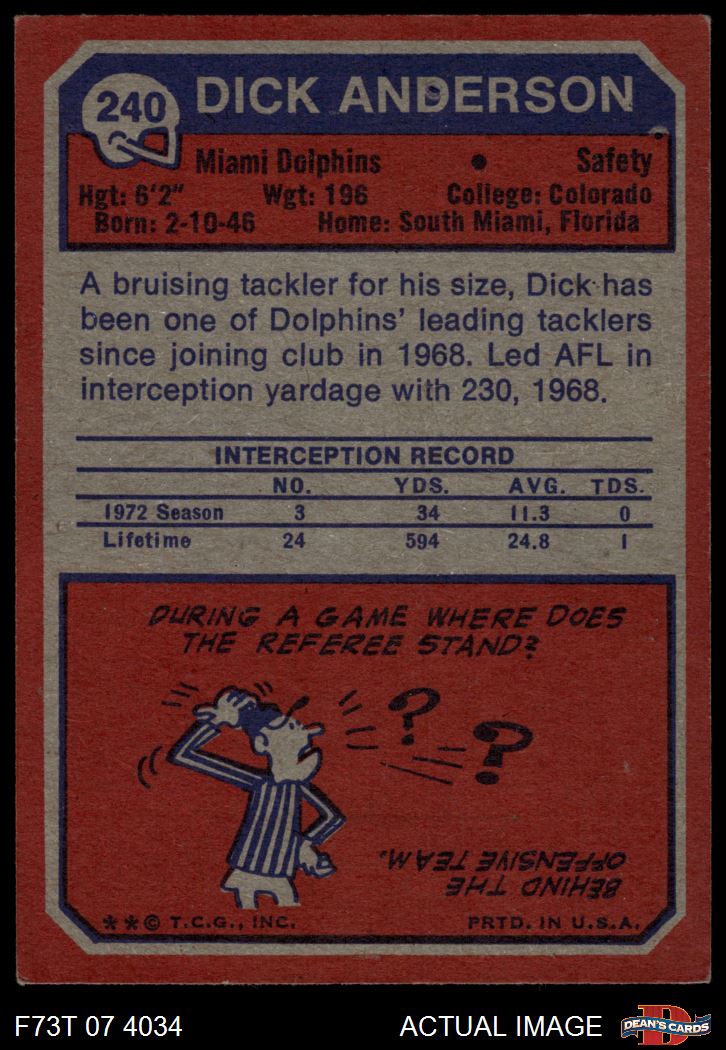 240 DICK ANDERSON
Miami Dolphins • Safety
Hgt: 6'2" Wgt: 196 College: Colorado
Born: 2-10-46 Home: South Miami, Florida
A bruising tackler for his size, Dick has
been one of Dolphins' leading tacklers
since joining club in 1968. Led AFL in
interception yardage with 230, 1968.
INTERCEPTION RECORD
NO. YDS. AVG. TDS.
1972 Season 3 34 11.3 0
Lifetime 24 594 24.8 1
DURING A GAME WHERE DOES
THE REFEREE STAND?
? ?
BEHIND THE
OFFENSIVE TEAM.
**© T.C.G., INC. PRTD. IN U.S.A.
F73T 07 4034 ACTUAL IMAGE
D
DEAN'S CARDS